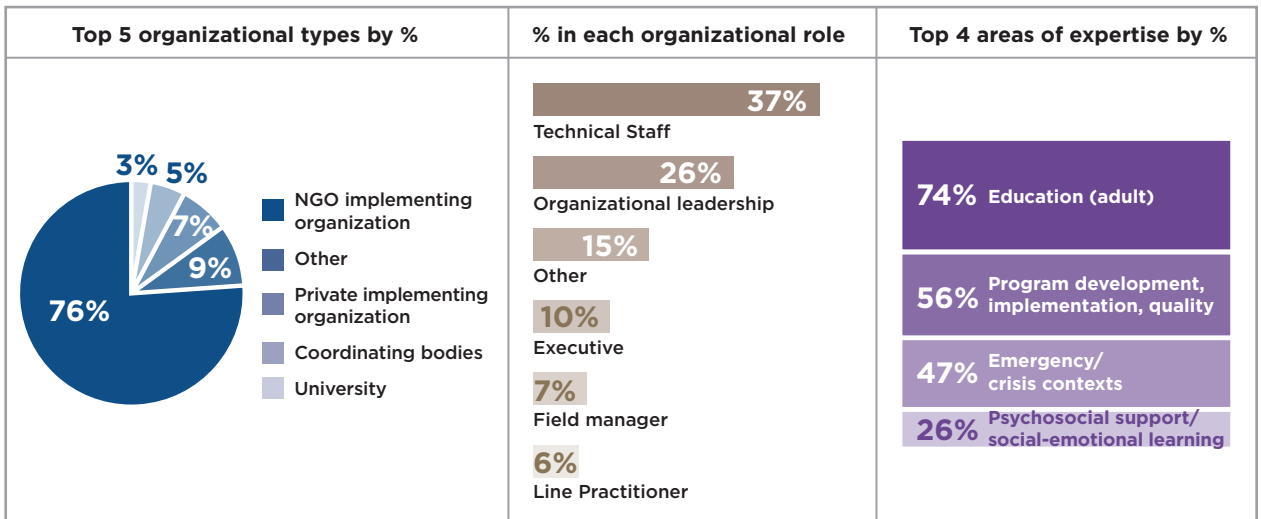 Top 5 organizational types by %
3%
5%
7%
9%
76%
NGO implementing
organization
Other
Private implementing
organization
Coordinating bodies
University
% in each organizational role
37%
Technical Staff
26%
Organizational leadership
15%
Other
10%
Executive
7%
Field manager
6%
Line Practitioner
Top 4 areas of expertise by %
74% Education (adult)
56% Program development,
implementation, quality
47% Emergency/
crisis contexts
26% Psychosocial support/
social-emotional learning